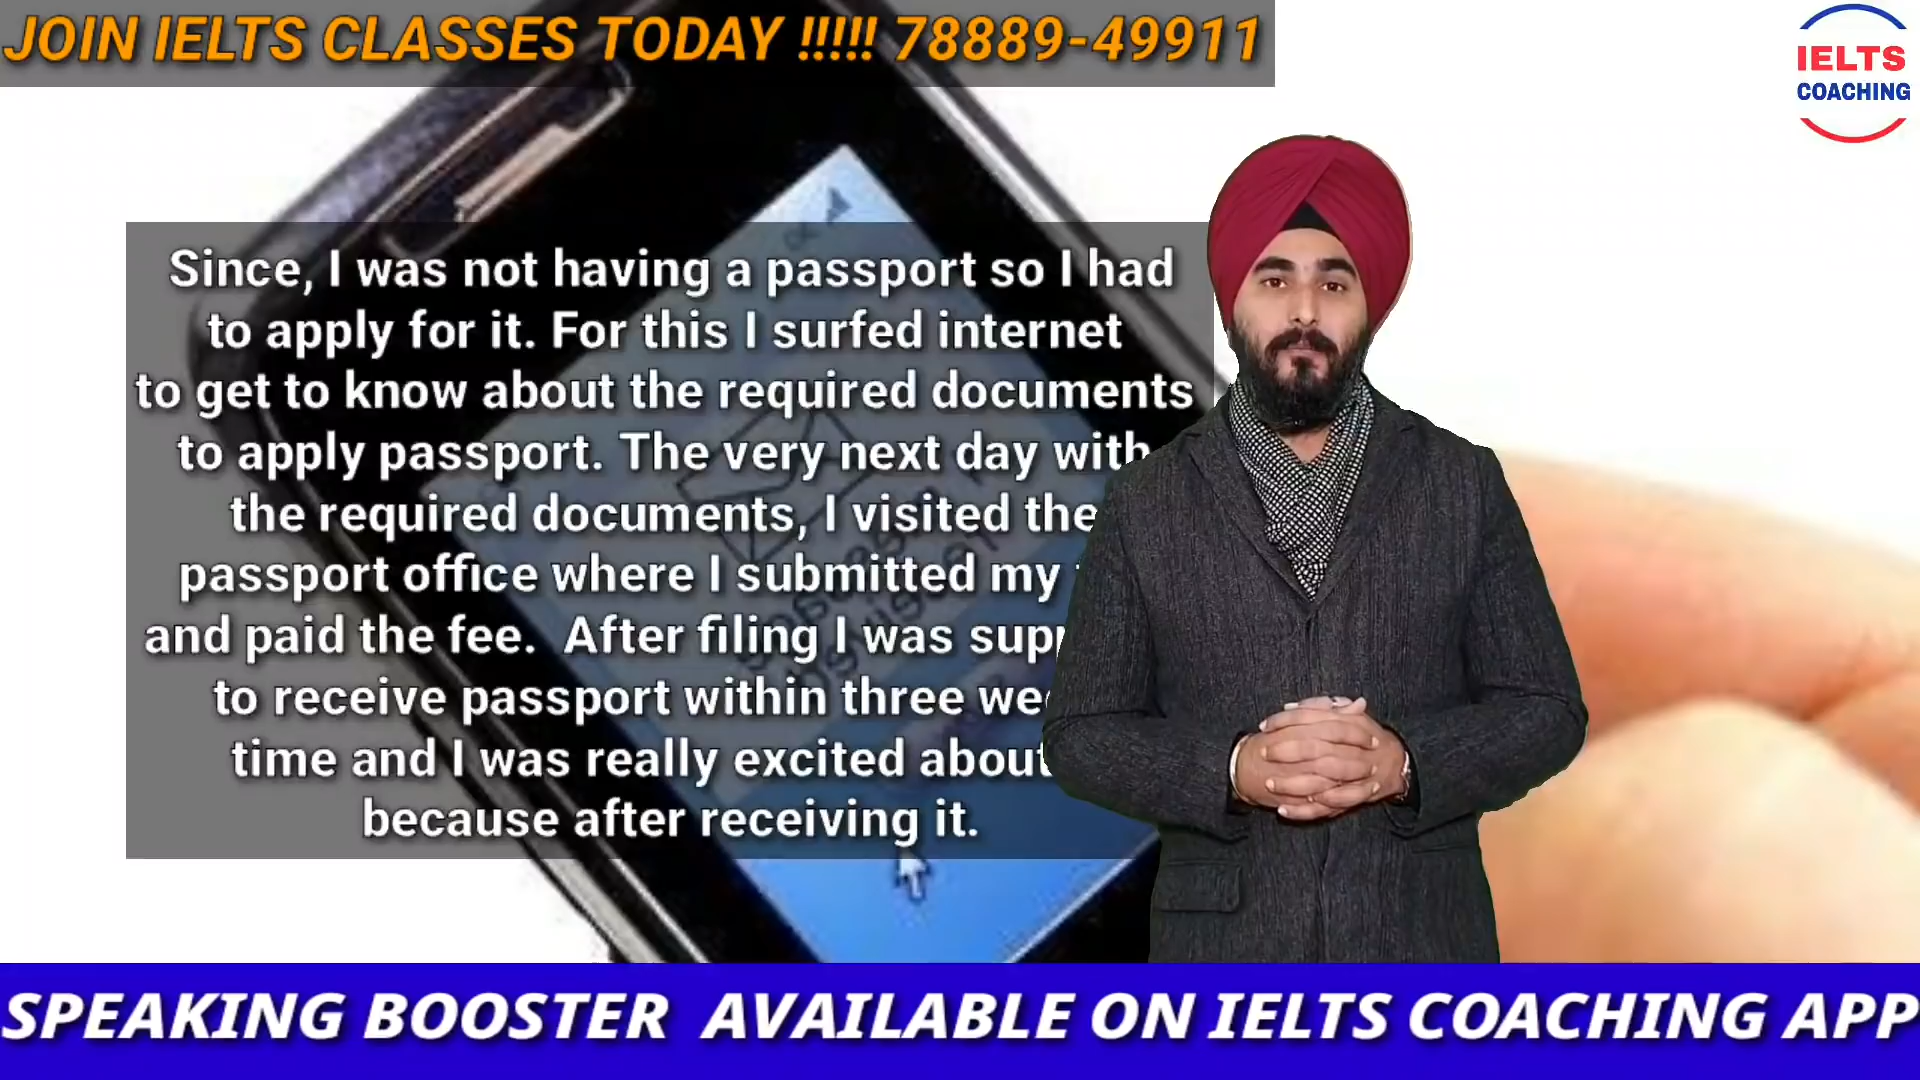 JOIN IELTS CLASSES TODAY !!!!! 78889-49911
IELTS
COACHING
Since, I was not having a passport so I had
to apply for it. For this I surfed internet
to get to know about the required documents
to apply passport. The very next day with
the required documents, I visited the
passport office where I submitted my
and paid the fee. After filing I was
to receive passport within three
time and I was really excited about
because after receiving it.
SPEAKING BOOSTER AVAILABLE ON IELTS COACHING APP